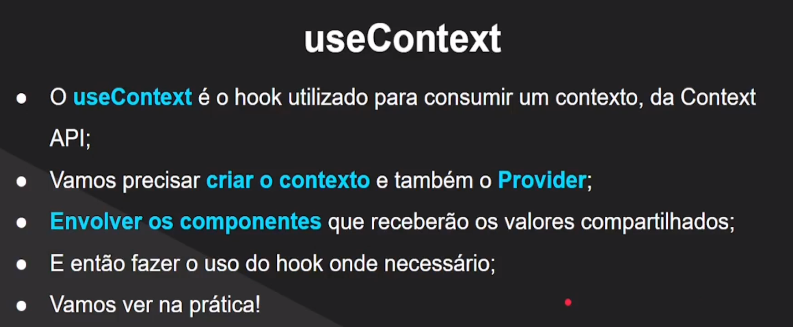 useContext
● O useContext é o hook utilizado para consumir um contexto, da Context
API;
● Vamos precisar criar o contexto e também o Provider;
● Envolver os componentes que receberão os valores compartilhados;
● E então fazer o uso do hook onde necessário;
● Vamos ver na prática!